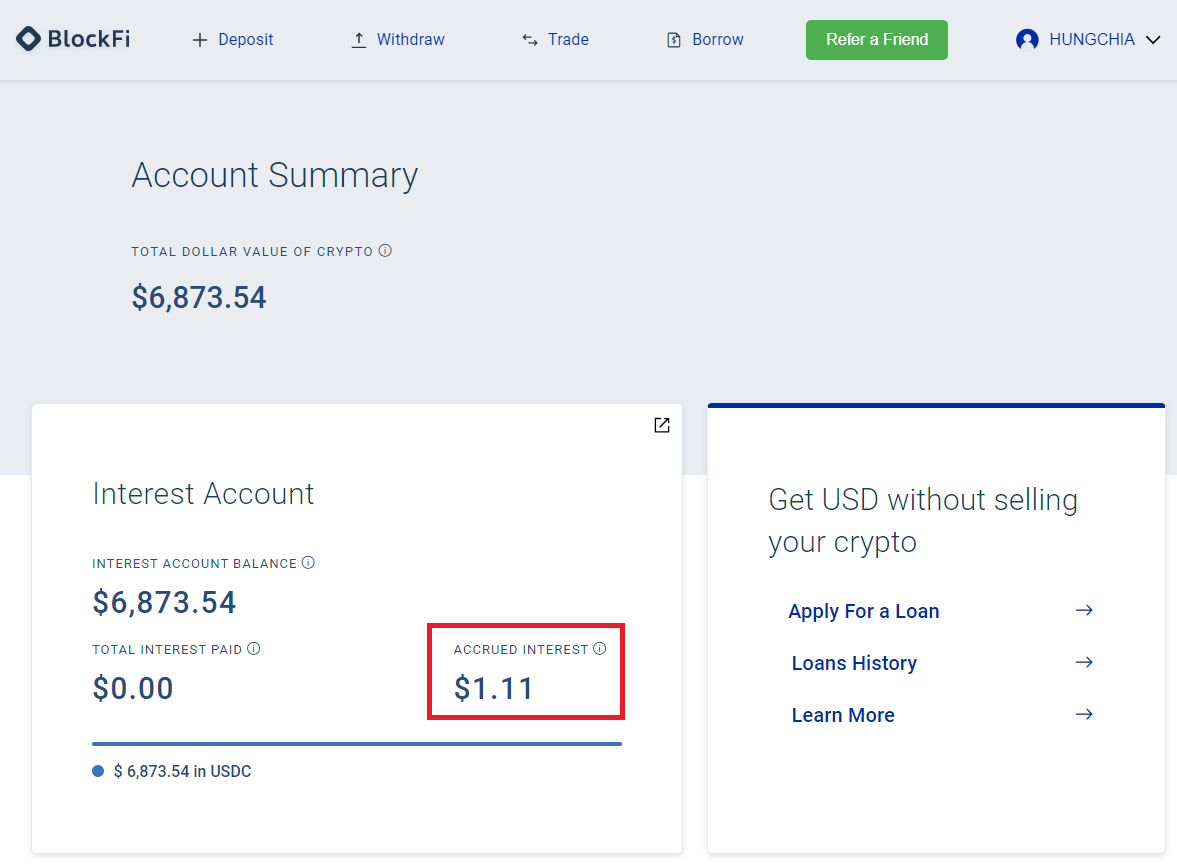 BlockFi
Deposit
Withdraw
Trade
Borrow
Refer a Friend
HUNGCHIA
Account Summary
TOTAL DOLLAR VALUE OF CRYPTO
$6,873.54
Interest Account
INTEREST ACCOUNT BALANCE
$6,873.54
TOTAL INTEREST PAID
$0.00
ACCRUED INTEREST
$1.11
$ 6,873.54 in USDC
Get USD without selling
your crypto
Apply For a Loan
Loans History
Learn More